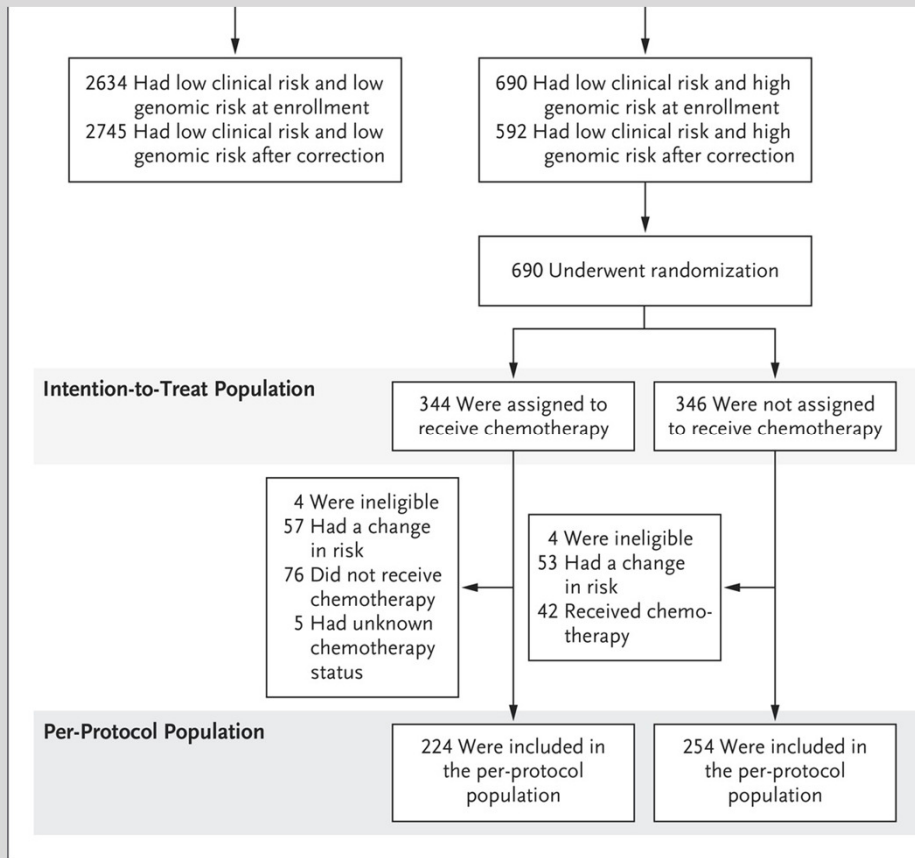 2634 Had low clinical risk and low
genomic risk at enrollment
2745 Had low clinical risk and low
genomic risk after correction
690 Had low clinical risk and high
genomic risk at enrollment
592 Had low clinical risk and high
genomic risk after correction
690 Underwent randomization
Intention-to-Treat Population
344 Were assigned to
receive chemotherapy
346 Were not assigned
to receive chemotherapy
4 Were ineligible
57 Had a change
in risk
76 Did not receive
chemotherapy
5 Had unknown
chemotherapy
status
4 Were ineligible
53 Had a change
in risk
42 Received chemo-
therapy
Per-Protocol Population
224 Were included in
the per-protocol
population
254 Were included in
the per-protocol
population